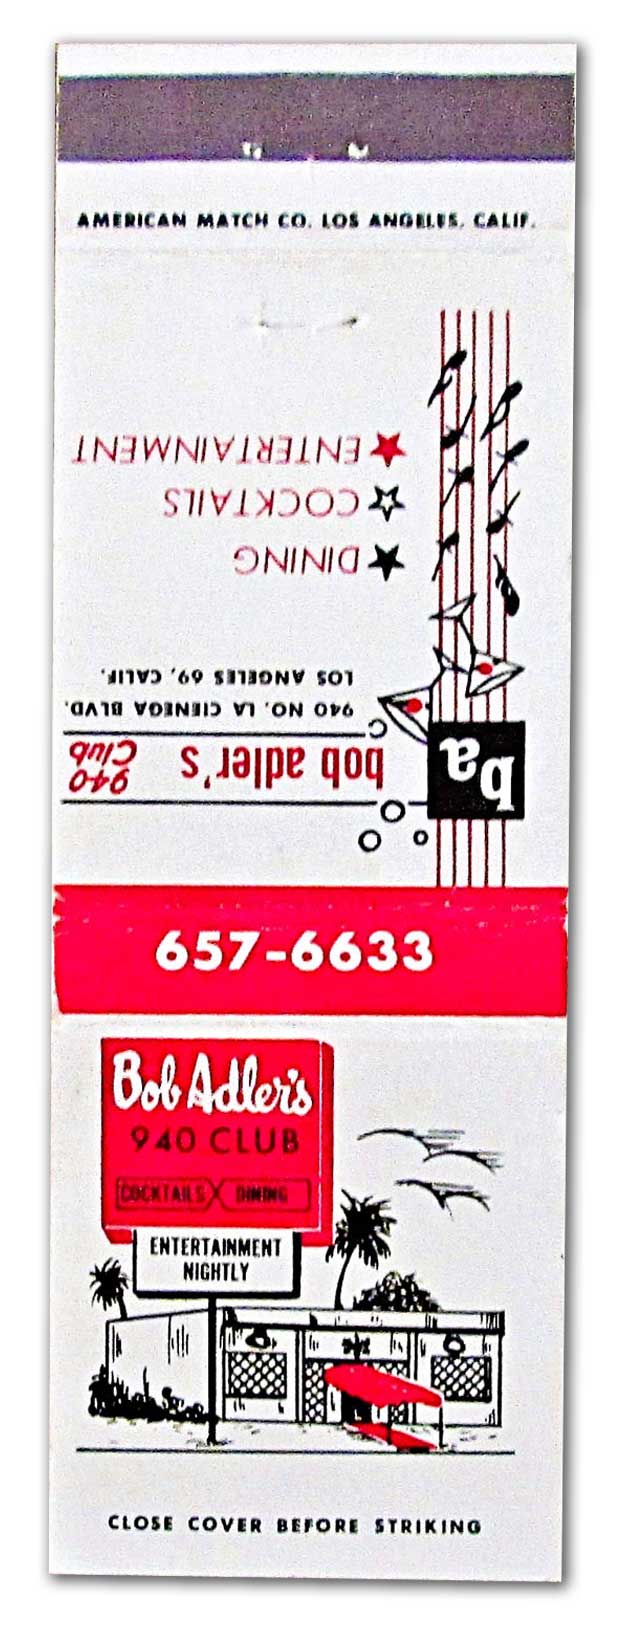 AMERICAN MATCH CO. LOS ANGELES, CALIF.
ba
bob adler's 940 Club
940 NO. LA CIENEGA BLVD.
LOS ANGELES 69, CALIF.
★ DINING
☆ COCKTAILS
★ ENTERTAINMENT
657-6633
Bob Adler's
940 CLUB
COCKTAILS DINING
ENTERTAINMENT
NIGHTLY
CLOSE COVER BEFORE STRIKING